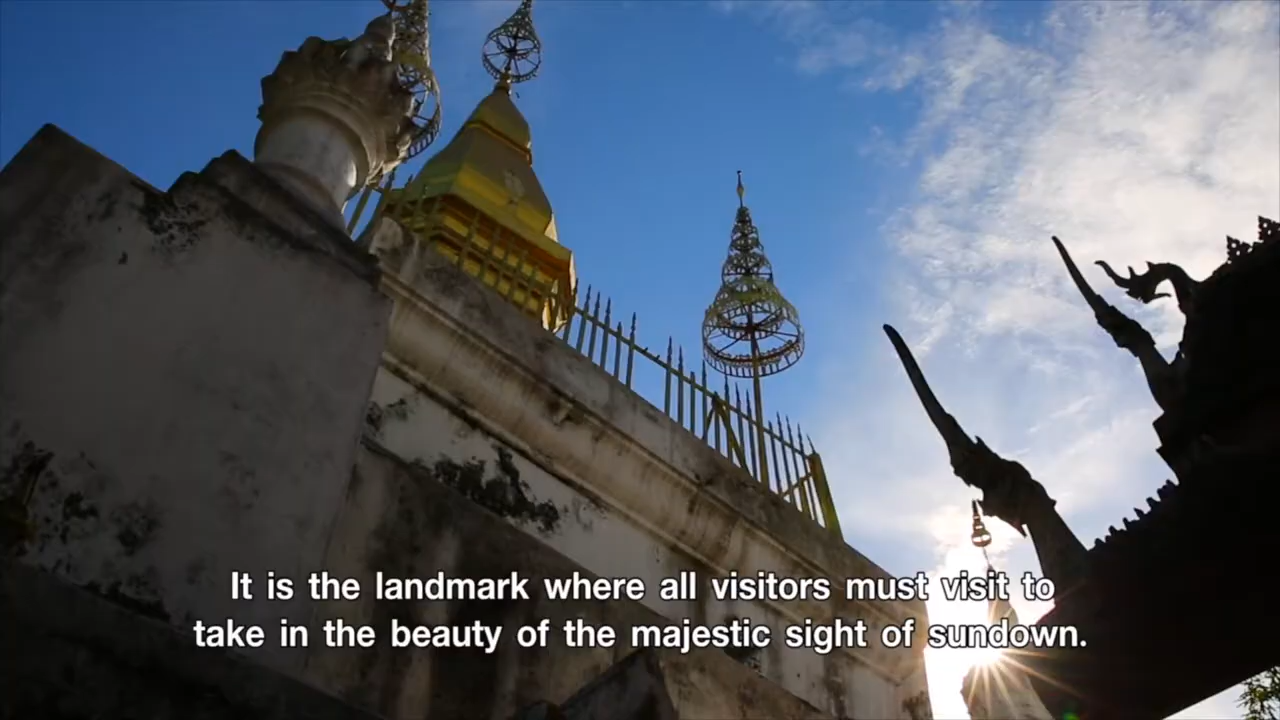 It is the landmark where all visitors must visit to
take in the beauty of the majestic sight of sundown.